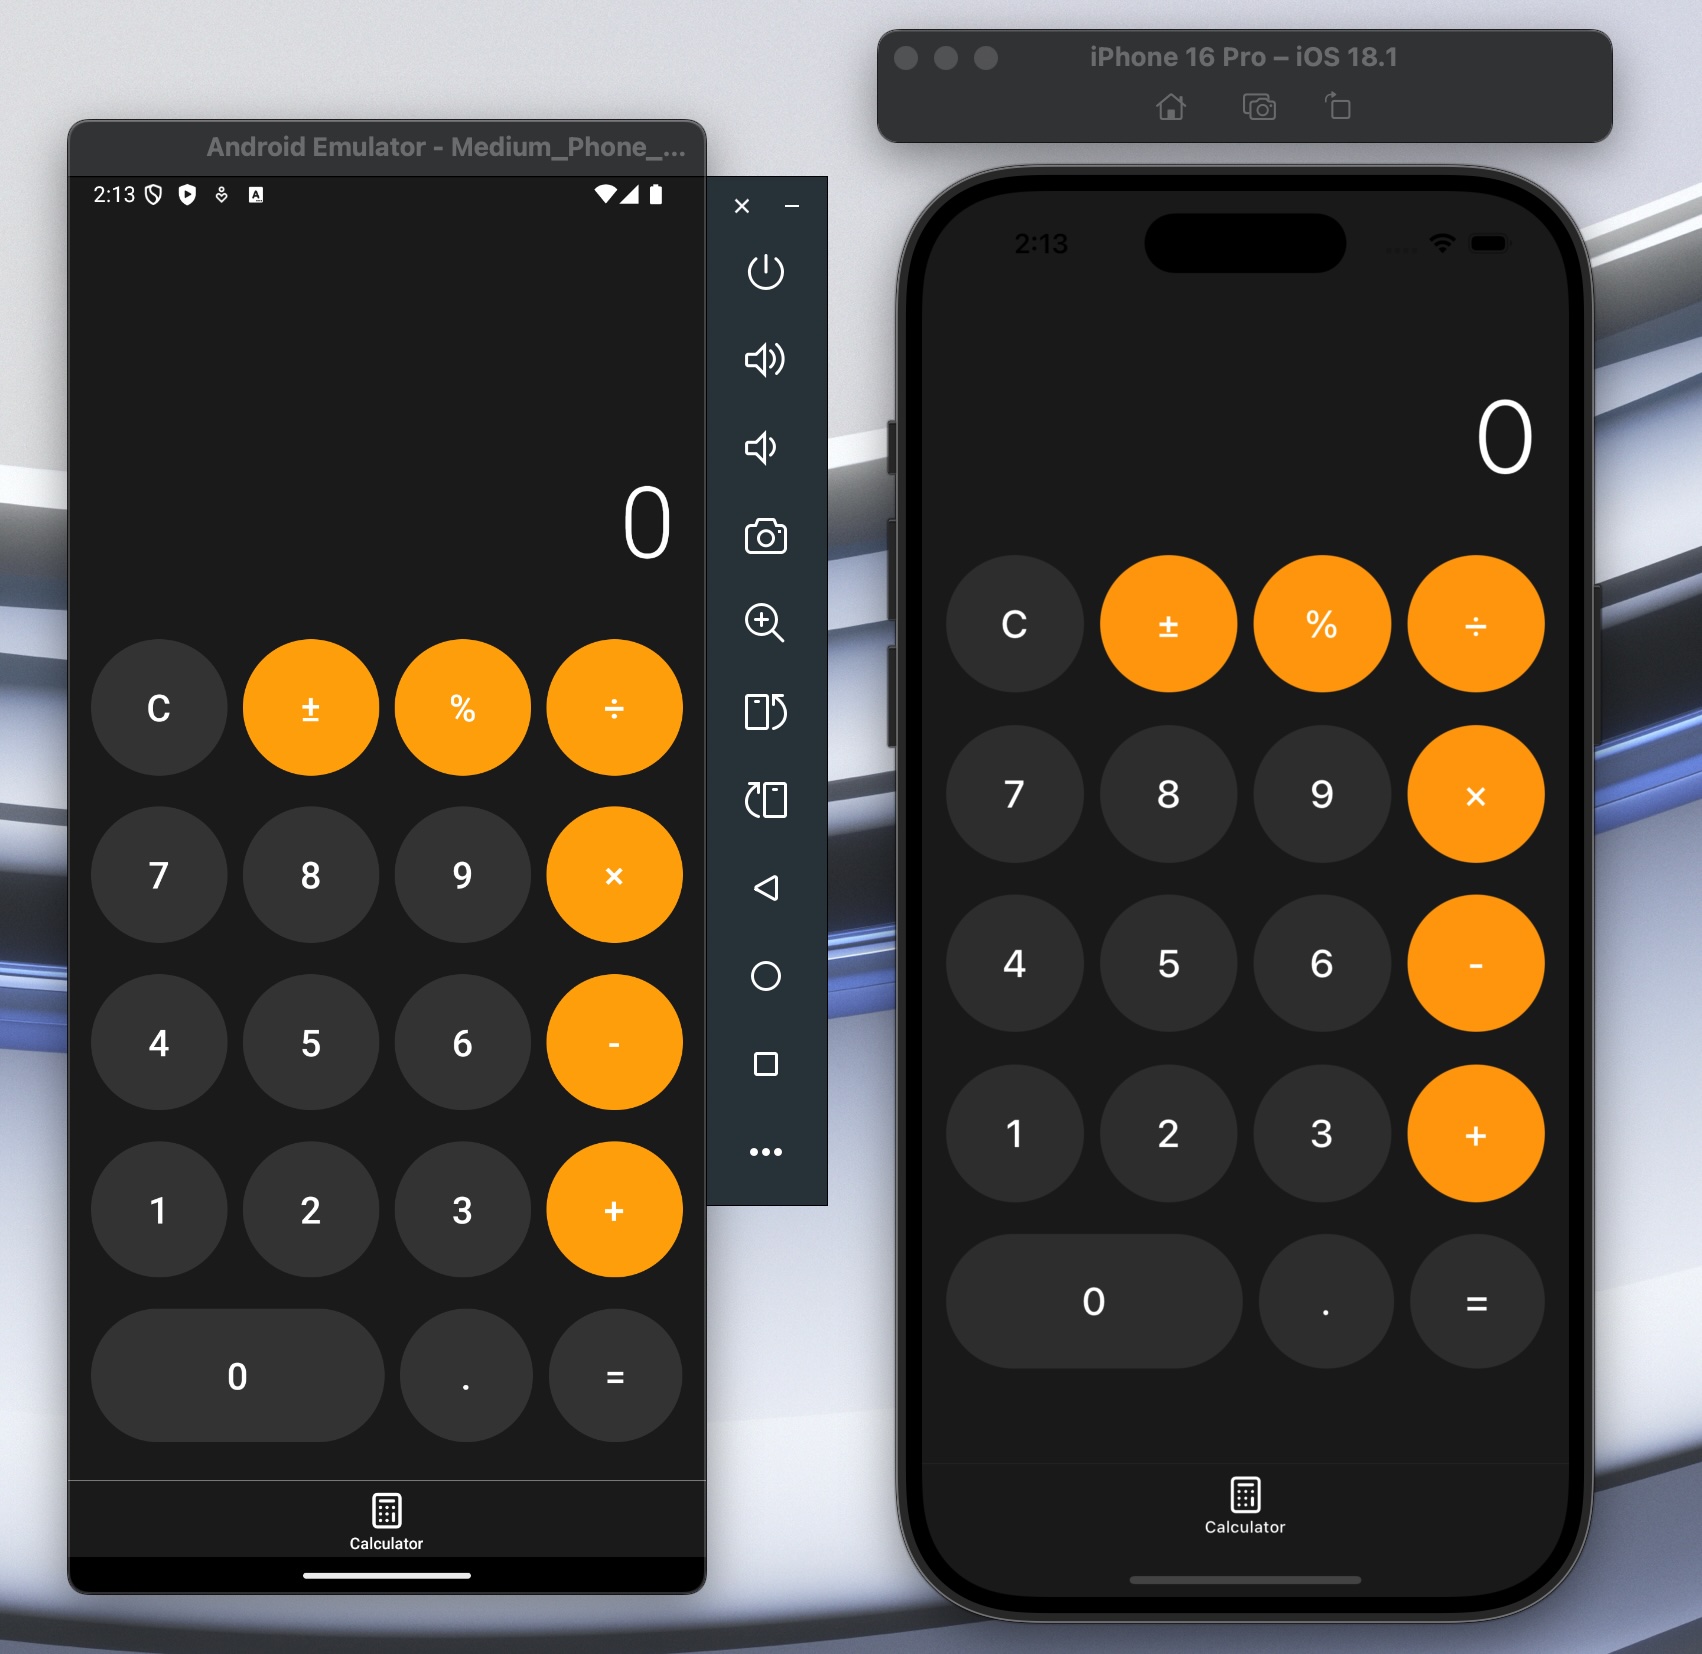 Android Emulator - Medium_Phone_...
2:13
0
C ± % ÷
7 8 9 ×
4 5 6 -
1 2 3 +
0 . =
Calculator
iPhone 16 Pro – iOS 18.1
2:13
0
C ± % ÷
7 8 9 ×
4 5 6 -
1 2 3 +
0 . =
Calculator